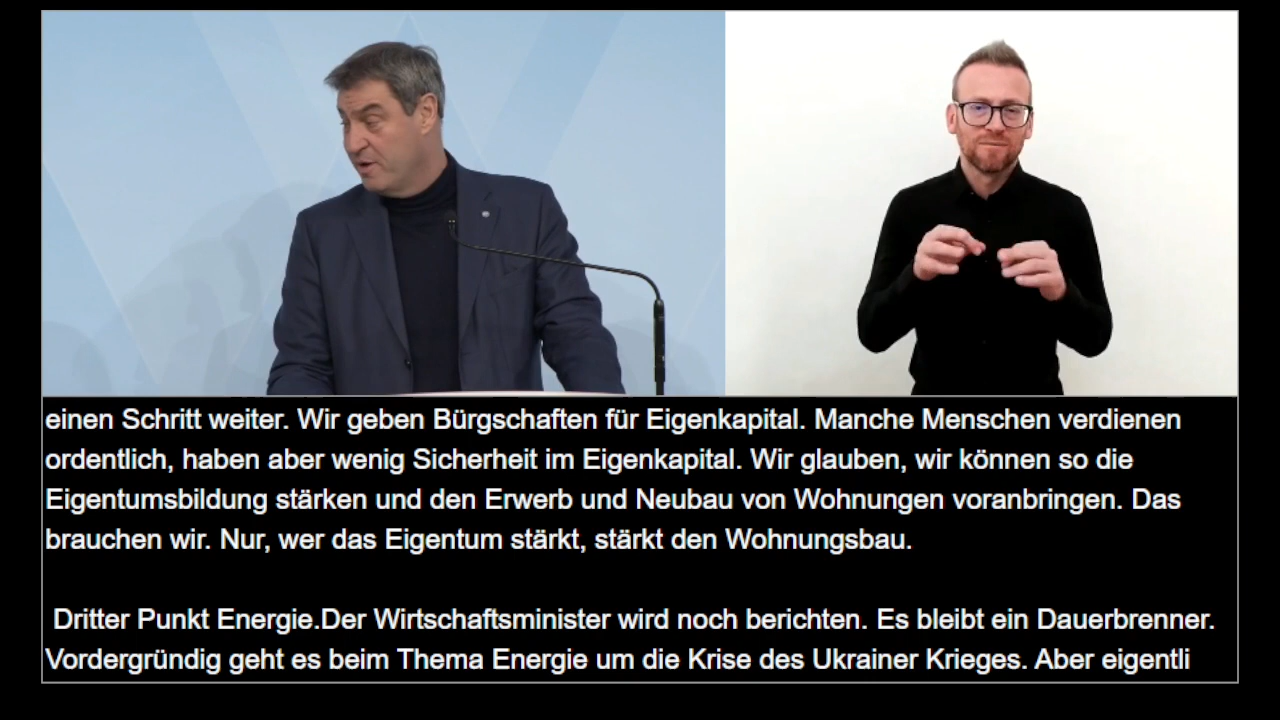 einen Schritt weiter. Wir geben Bürgschaften für Eigenkapital. Manche Menschen verdienen
ordentlich, haben aber wenig Sicherheit im Eigenkapital. Wir glauben, wir können so die
Eigentumsbildung stärken und den Erwerb und Neubau von Wohnungen voranbringen. Das
brauchen wir. Nur, wer das Eigentum stärkt, stärkt den Wohnungsbau.
Dritter Punkt Energie.Der Wirtschaftsminister wird noch berichten. Es bleibt ein Dauerbrenner.
Vordergründig geht es beim Thema Energie um die Krise des Ukrainer Krieges. Aber eigentli